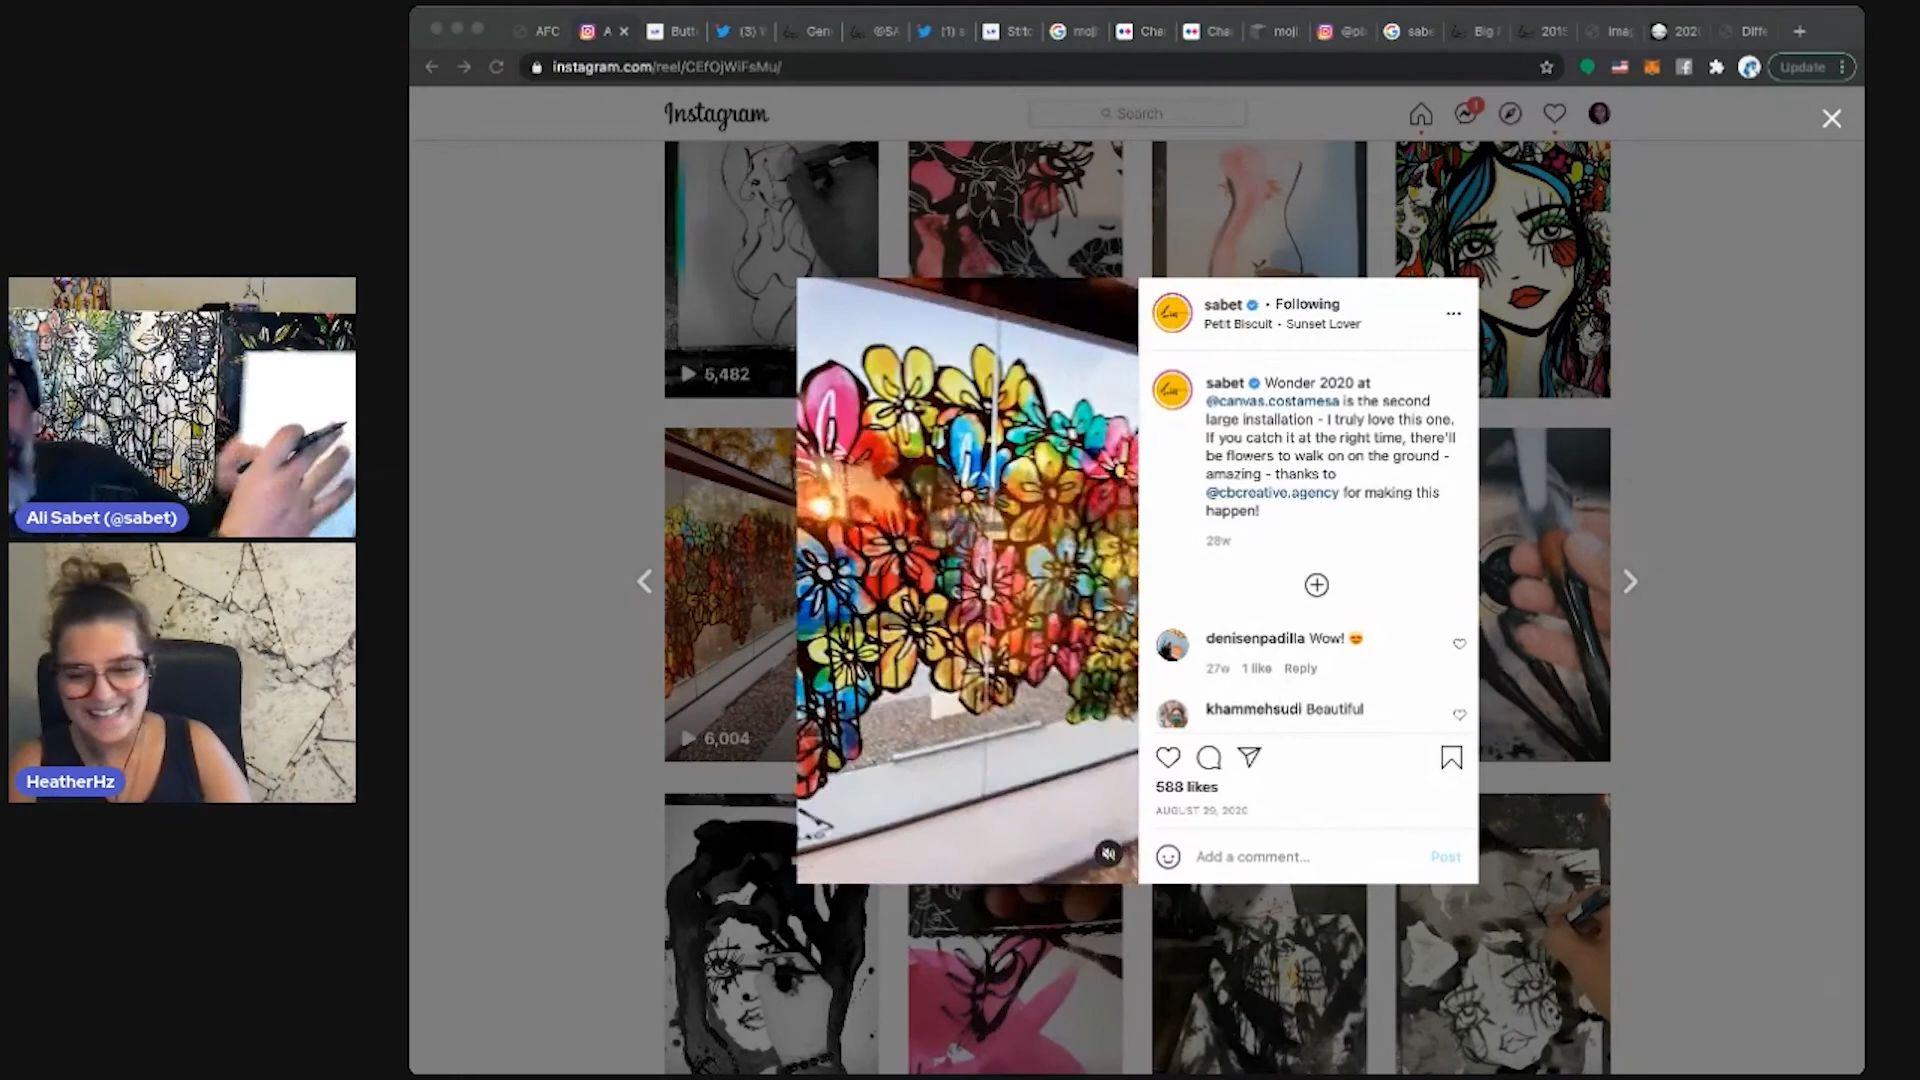 AFC
A
Butt
(3)
Gen
@SA
(1) s
Stitc
moji
Cha
Cha
moji
@pl
sabe
Big
2019
Imag
202
Diffe
instagram.com/reel/CEfOjWiFsMu/
Update
Instagram
Search
1
5,482
6,004
sabet • Following
Petit Biscuit • Sunset Lover
sabet Wonder 2020 at
@canvas.costamesa is the second
large installation - I truly love this one.
If you catch it at the right time, there'll
be flowers to walk on on the ground -
amazing - thanks to
@cbcreative.agency for making this
happen!
28w
denisenpadilla Wow! 😍
27w 1 like Reply
khammehsudi Beautiful
588 likes
AUGUST 29, 2020
Add a comment...
Post
Ali Sabet (@sabet)
HeatherHz